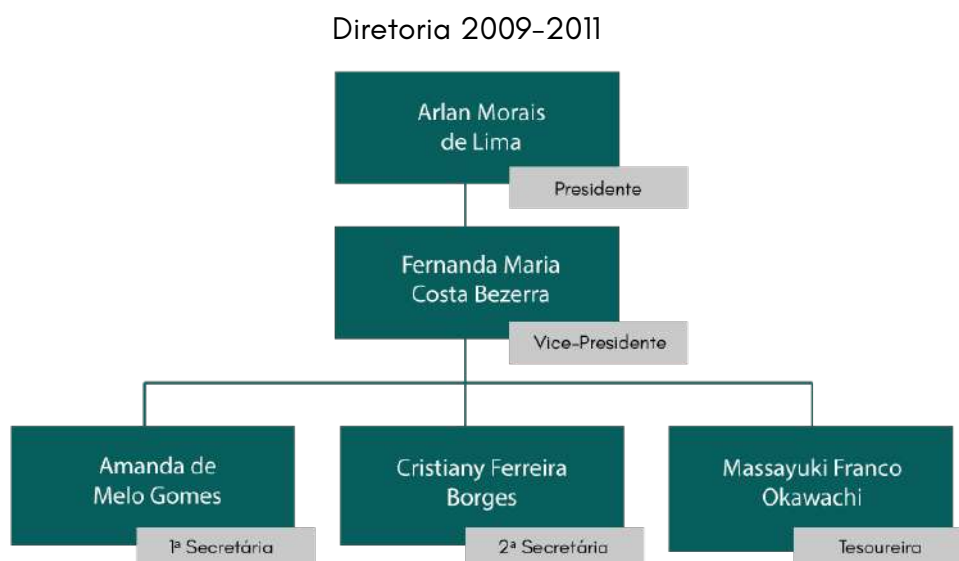 Diretoria 2009-2011
Arlan Morais
de Lima
Presidente
Fernanda Maria
Costa Bezerra
Vice-Presidente
Amanda de
Melo Gomes
1ª Secretária
Cristiany Ferreira
Borges
2ª Secretária
Massayuki Franco
Okawachi
Tesoureira